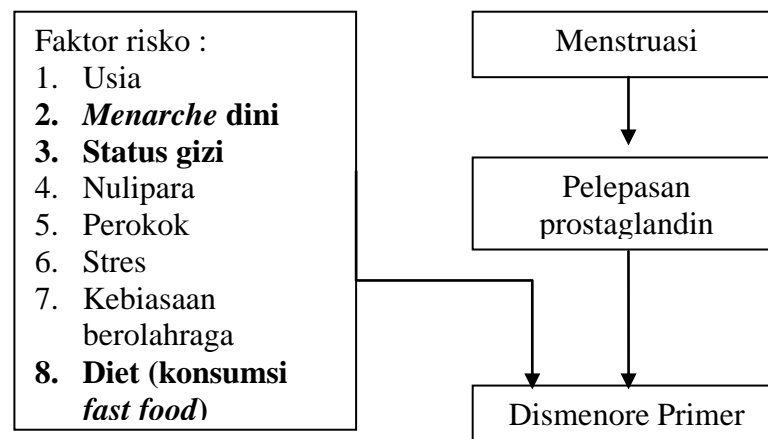 Faktor risiko :
1. Usia
2. Menarche dini
3. Status gizi
4. Nulipara
5. Perokok
6. Stres
7. Kebiasaan
berolahraga
8. Diet (konsumsi
fast food)
Menstruasi
Pelepasan
prostaglandin
Dismenore Primer